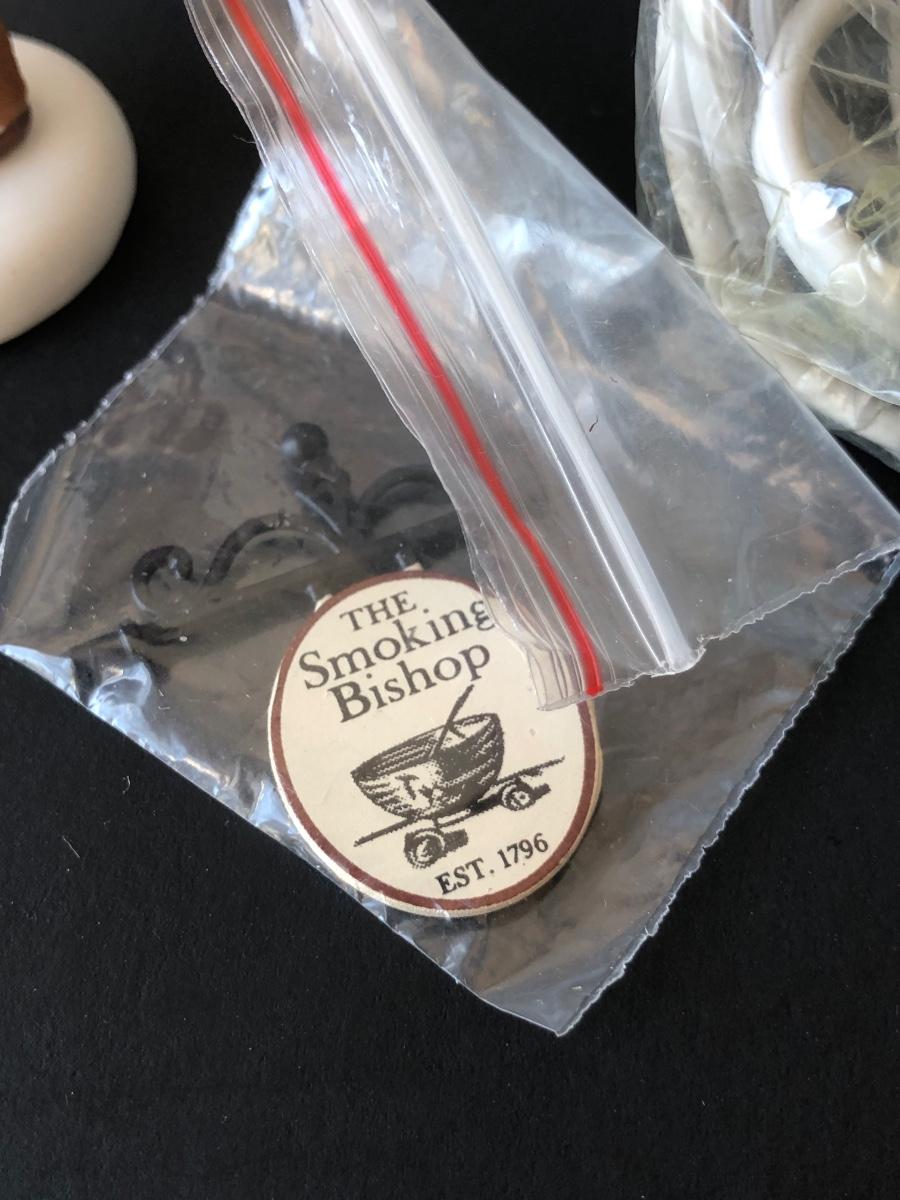 THE
Smoking
Bishop
EST. 1796